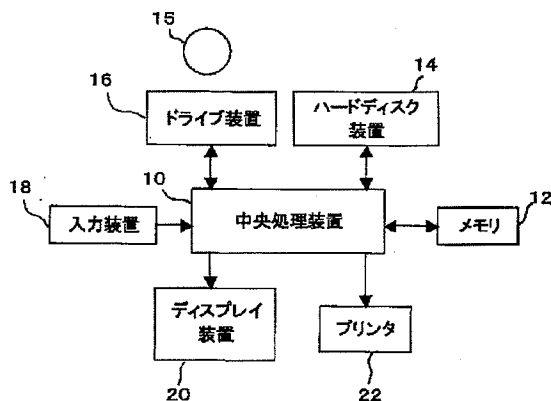 15
16
14
ドライブ装置
ハードディスク
装置
10
18
入力装置
中央処理装置
メモリ
12
ディスプレイ
装置
プリンタ
20
22